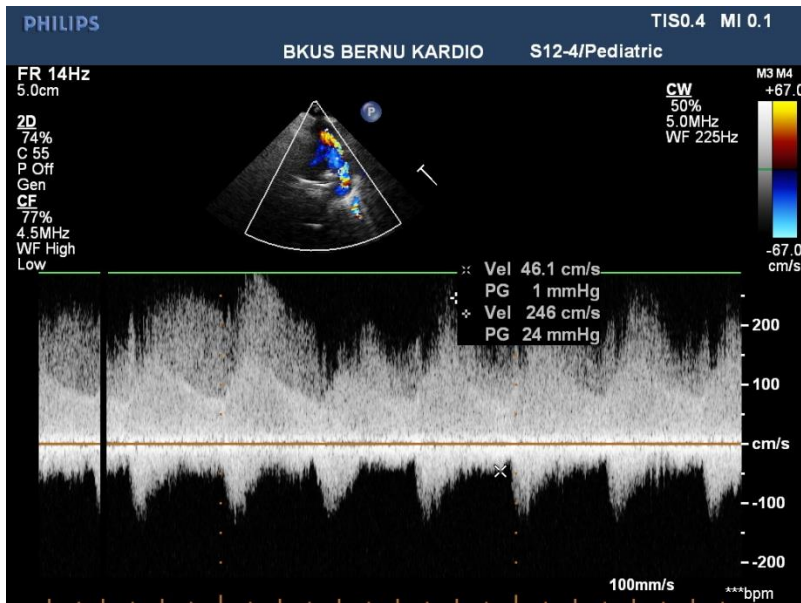 PHILIPS
TIS0.4 MI 0.1
BKUS BERNU KARDIO S12-4/Pediatric
FR 14Hz
5.0cm
2D
74%
C 55
P Off
Gen
CF
77%
4.5MHz
WF High
Low
P
CW
50%
5.0MHz
WF 225Hz
M3 M4
+67.0
-67.0
cm/s
Vel 46.1 cm/s
PG 1 mmHg
Vel 246 cm/s
PG 24 mmHg
200
100
cm/s
-100
-200
100mm/s
***bpm